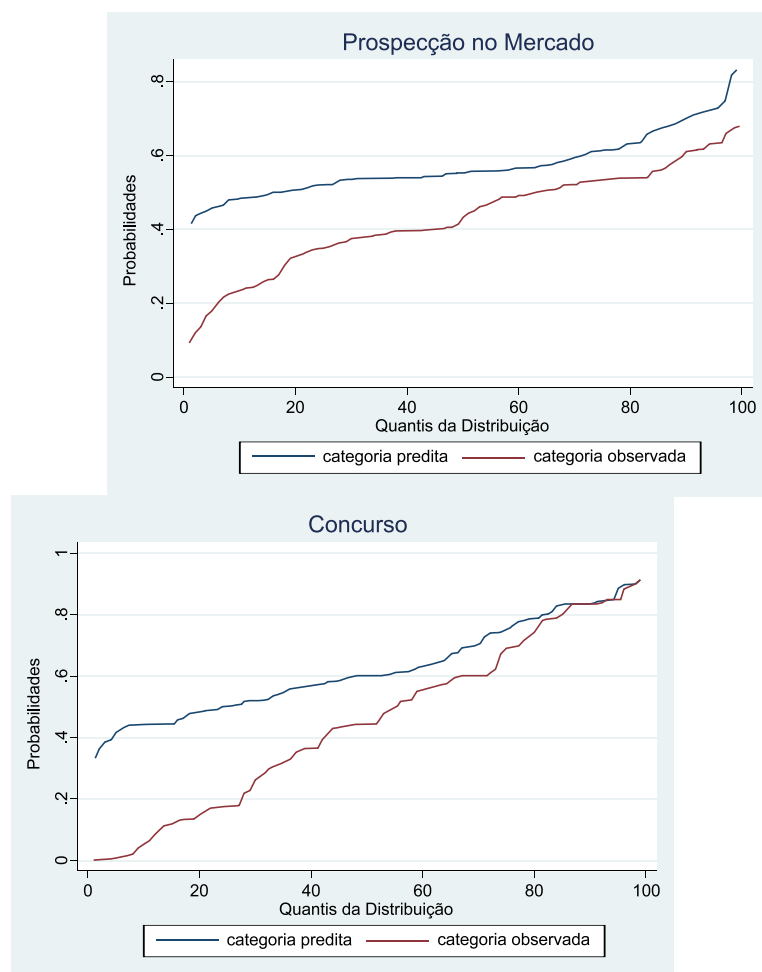 Prospecção no Mercado
Probabilidades
.8
.6
.4
.2
0
0 20 40 60 80 100
Quantis da Distribuição
categoria predita categoria observada
Concurso
Probabilidades
1
.8
.6
.4
.2
0
0 20 40 60 80 100
Quantis da Distribuição
categoria predita categoria observada